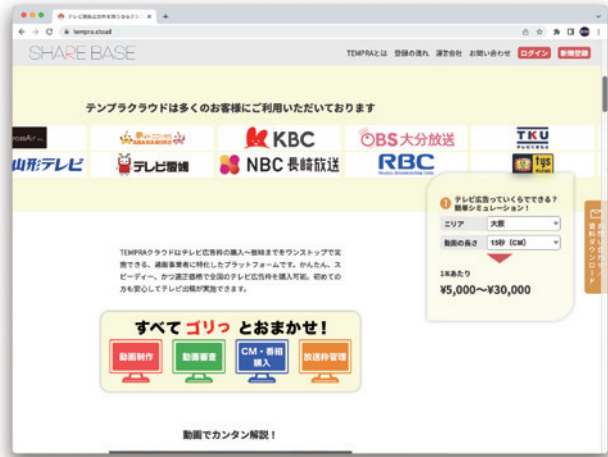 tempra.cloud
SHARE BASE
TEMPRAとは 登録の流れ 運営会社 お問い合わせ ログイン 新規登録
テンプラクラウドは多くのお客様にご利用いただいております
KBC
OBS大分放送
TKU
山形テレビ
テレビ愛媛
NBC 長崎放送
RBC
tys
テレビ広告っていくらでできる?
簡単シミュレーション!
エリア 大阪
動画の長さ 15秒 (CM)
1本あたり
¥5,000〜¥30,000
お問い合わせ/
資料ダウンロード
TEMPRAクラウドはテレビ広告枠の購入〜放映までをワンストップで実
施できる、通販事業者に特化したプラットフォームです。かんたん、ス
ピーディー、かつ適正価格で全国のテレビ広告枠を購入可能。初めての
方も安心してテレビ出稿が実施できます。
すべて ゴリっ とおまかせ!
動画制作
動画審査
CM・番組
購入
放送枠管理
動画でカンタン解説!